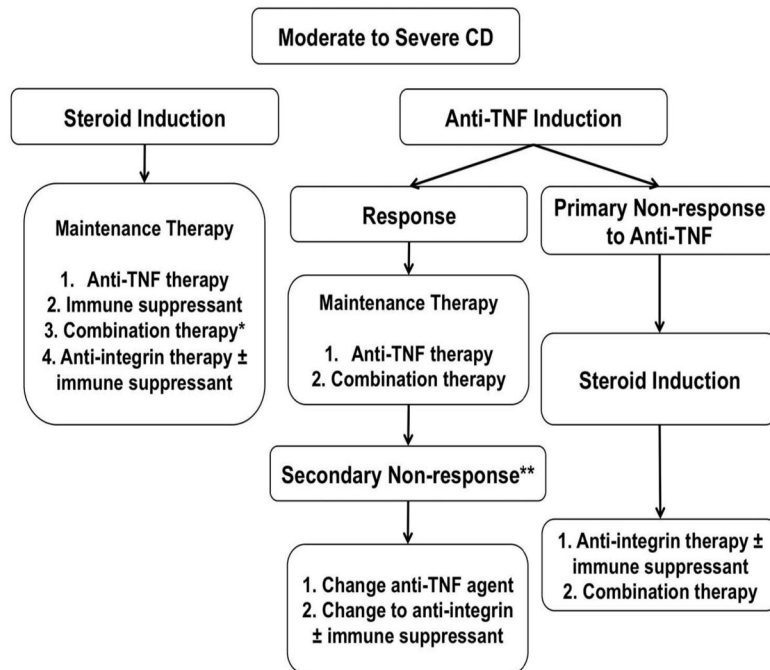 Moderate to Severe CD
Steroid Induction
Maintenance Therapy
1. Anti-TNF therapy
2. Immune suppressant
3. Combination therapy*
4. Anti-integrin therapy ±
immune suppressant
Anti-TNF Induction
Response
Maintenance Therapy
1. Anti-TNF therapy
2. Combination therapy
Secondary Non-response**
1. Change anti-TNF agent
2. Change to anti-integrin
± immune suppressant
Primary Non-response
to Anti-TNF
Steroid Induction
1. Anti-integrin therapy ±
immune suppressant
2. Combination therapy